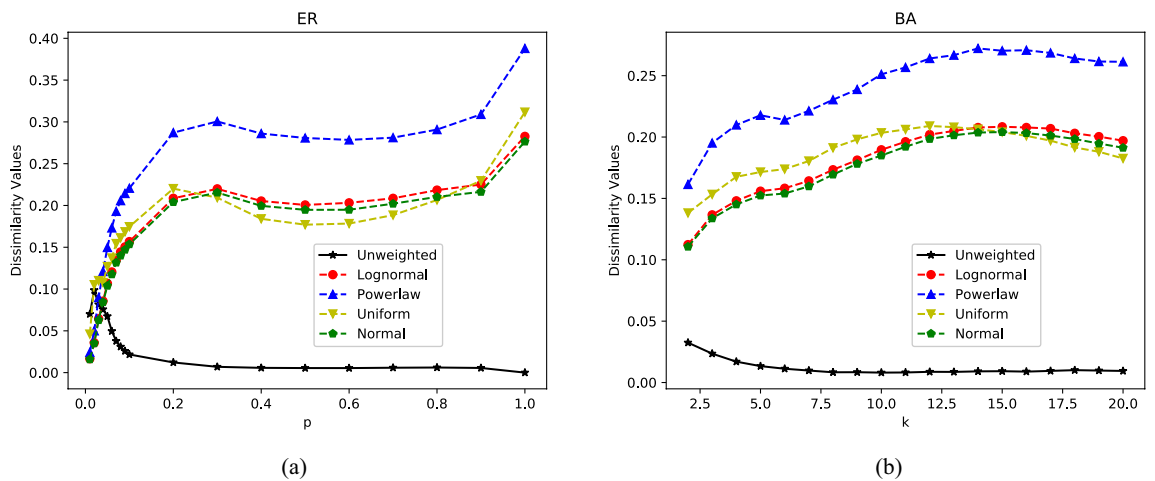 ER
Dissimilarity Values
0.40
0.35
0.30
0.25
0.20
0.15
0.10
0.05
0.00
Unweighted
Lognormal
Powerlaw
Uniform
Normal
0.0 0.2 0.4 0.6 0.8 1.0
p
(a)
BA
Dissimilarity Values
0.25
0.20
0.15
0.10
0.05
0.00
Unweighted
Lognormal
Powerlaw
Uniform
Normal
2.5 5.0 7.5 10.0 12.5 15.0 17.5 20.0
k
(b)